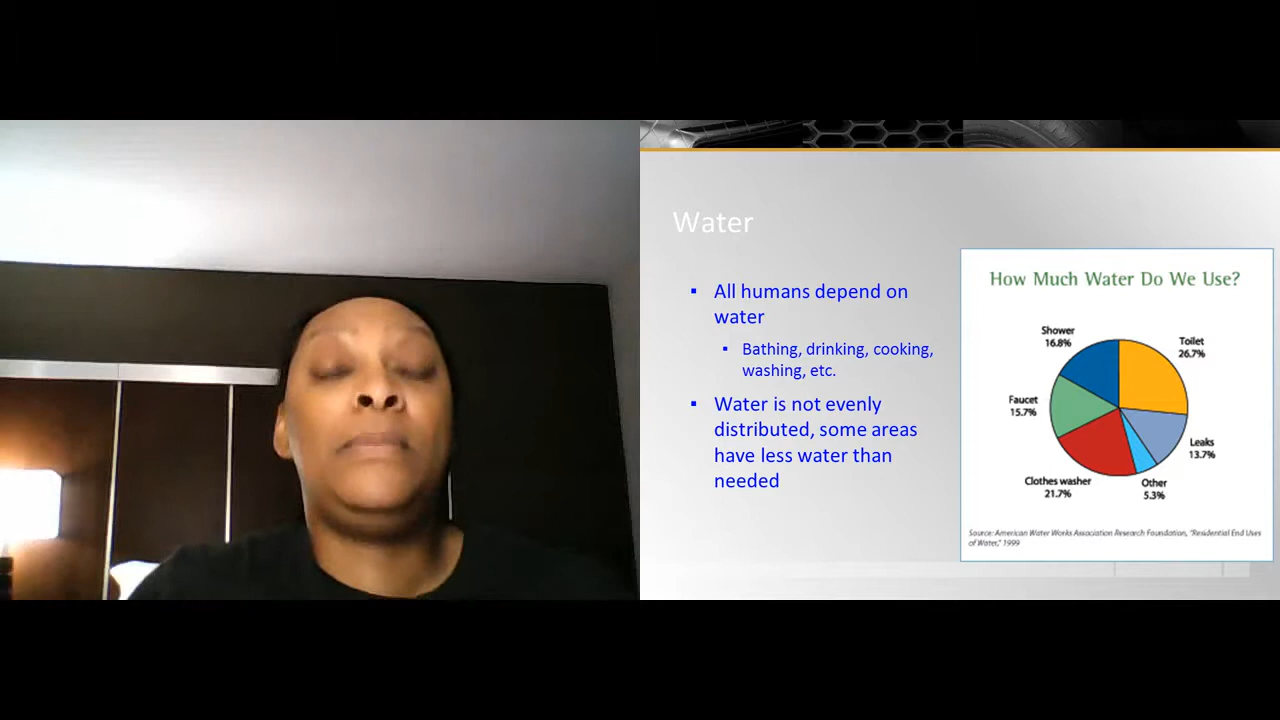 Water
▪ All humans depend on
water
▪ Bathing, drinking, cooking,
washing, etc.
▪ Water is not evenly
distributed, some areas
have less water than
needed
How Much Water Do We Use?
Shower
16.8%
Toilet
26.7%
Faucet
15.7%
Leaks
13.7%
Clothes washer
21.7%
Other
5.3%
Source: American Water Works Association Research Foundation, "Residential End Uses
of Water," 1999